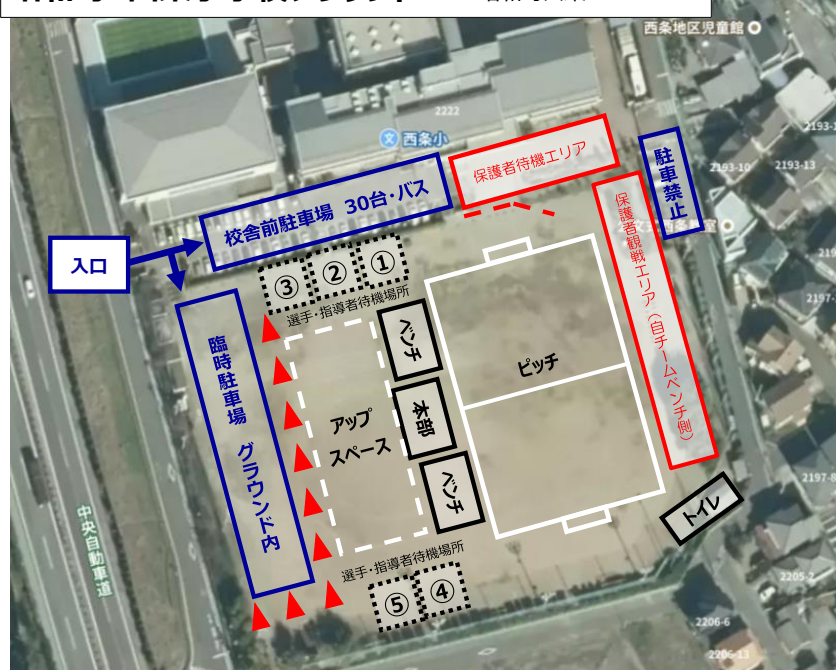 西条地区児童館
2222
西条小
保護者待機エリア
駐車禁止
2193-1
2193-10
2193-13
校舎前駐車場 30台・バス
入口
① 
②
③
選手・指導者待機場所
保護者観戦エリア（自チームベンチ側）
臨時駐車場 グラウンド内
ベンチ
本部
ベンチ
アップ
スペース
ピッチ
トイレ
選手・指導者待機場所
④
⑤
中央自動車道
2197-8
2205-2
2206-6
2206-13